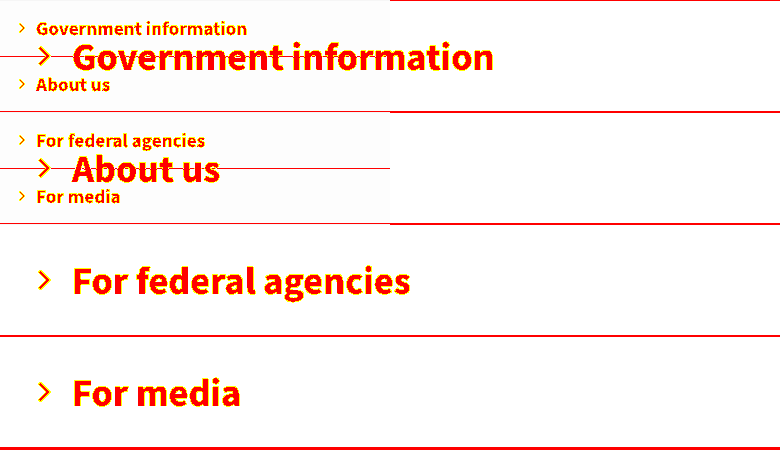 Government information
Government information
About us
For federal agencies
About us
For media
For federal agencies
For media